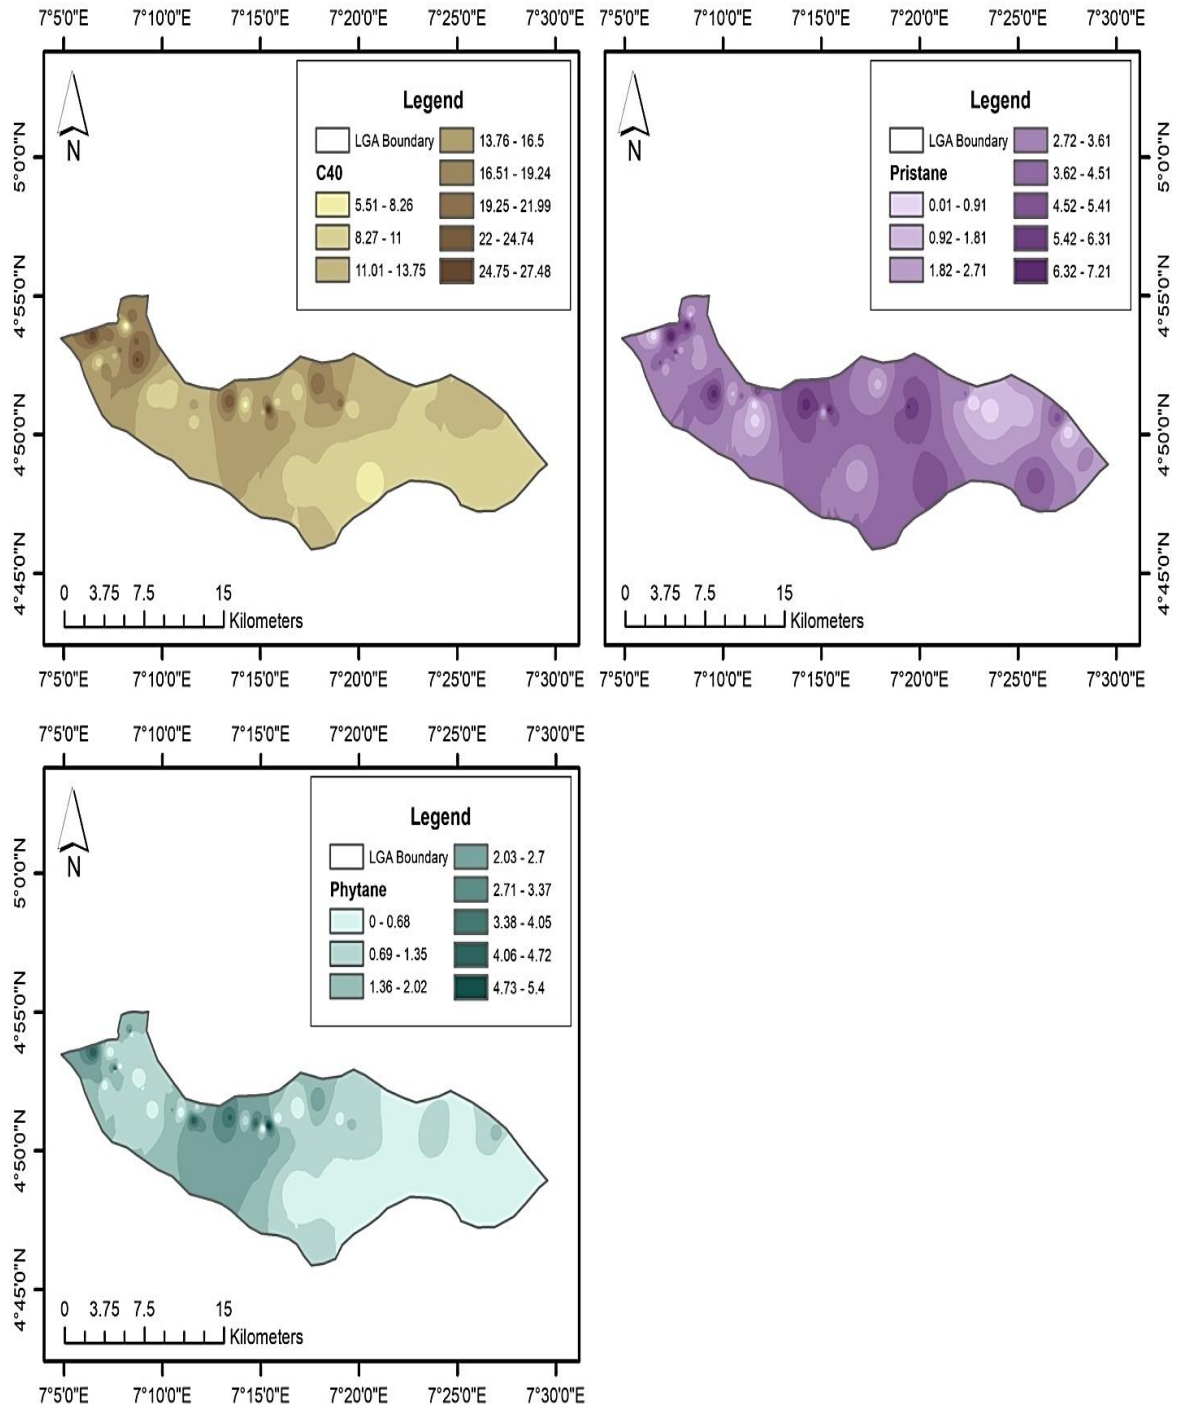 7°5'0"E 7°10'0"E 7°15'0"E 7°20'0"E 7°25'0"E 7°30'0"E
N
Legend
LGA Boundary
C40
5.51 - 8.26
8.27 - 11
11.01 - 13.75
13.76 - 16.5
16.51 - 19.24
19.25 - 21.99
22 - 24.74
24.75 - 27.48
5°0'0"N
4°55'0"N
4°50'0"N
4°45'0"N
0 3.75 7.5 15
Kilometers
7°5'0"E 7°10'0"E 7°15'0"E 7°20'0"E 7°25'0"E 7°30'0"E
7°5'0"E 7°10'0"E 7°15'0"E 7°20'0"E 7°25'0"E 7°30'0"E
N
Legend
LGA Boundary
Pristane
0.01 - 0.91
0.92 - 1.81
1.82 - 2.71
2.72 - 3.61
3.62 - 4.51
4.52 - 5.41
5.42 - 6.31
6.32 - 7.21
5°0'0"N
4°55'0"N
4°50'0"N
4°45'0"N
0 3.75 7.5 15
Kilometers
7°5'0"E 7°10'0"E 7°15'0"E 7°20'0"E 7°25'0"E 7°30'0"E
7°5'0"E 7°10'0"E 7°15'0"E 7°20'0"E 7°25'0"E 7°30'0"E
N
Legend
LGA Boundary
Phytane
0 - 0.68
0.69 - 1.35
1.36 - 2.02
2.03 - 2.7
2.71 - 3.37
3.38 - 4.05
4.06 - 4.72
4.73 - 5.4
5°0'0"N
4°55'0"N
4°50'0"N
4°45'0"N
0 3.75 7.5 15
Kilometers
7°5'0"E 7°10'0"E 7°15'0"E 7°20'0"E 7°25'0"E 7°30'0"E